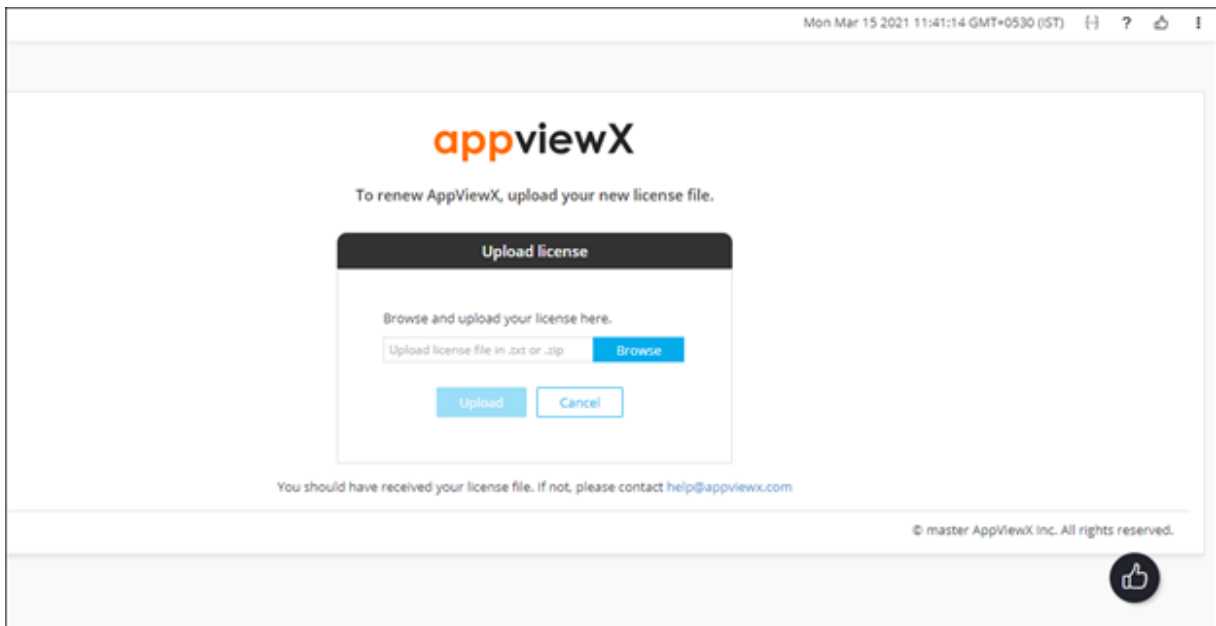 Mon Mar 15 2021 11:41:14 GMT+0530 (IST) ?
appviewX
To renew AppViewX, upload your new license file.
Upload license
Browse and upload your license here.
Upload license file in .txt or .zip Browse
Upload Cancel
You should have received your license file. If not, please contact help@appviewx.com
© master AppViewX Inc. All rights reserved.